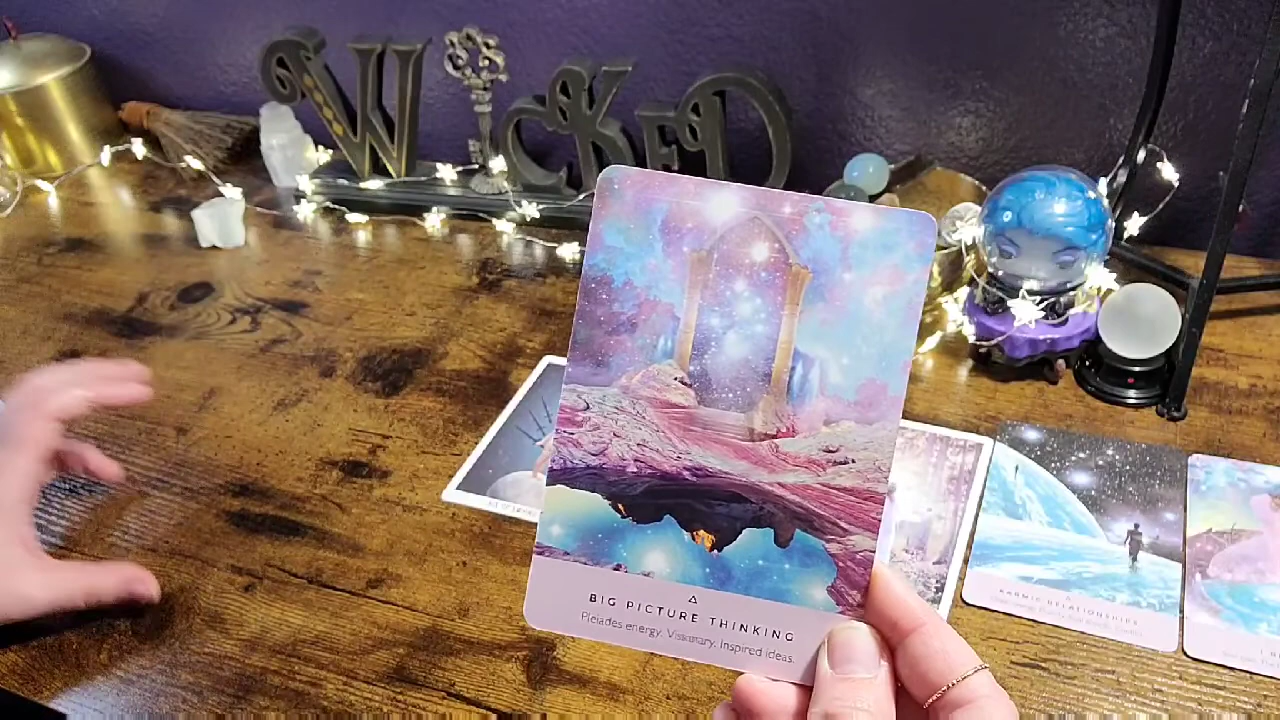 WICKED
BIG PICTURE THINKING
Pleiades energy. Visionary. Inspired ideas.
KARMIC RELATIONSHIPS